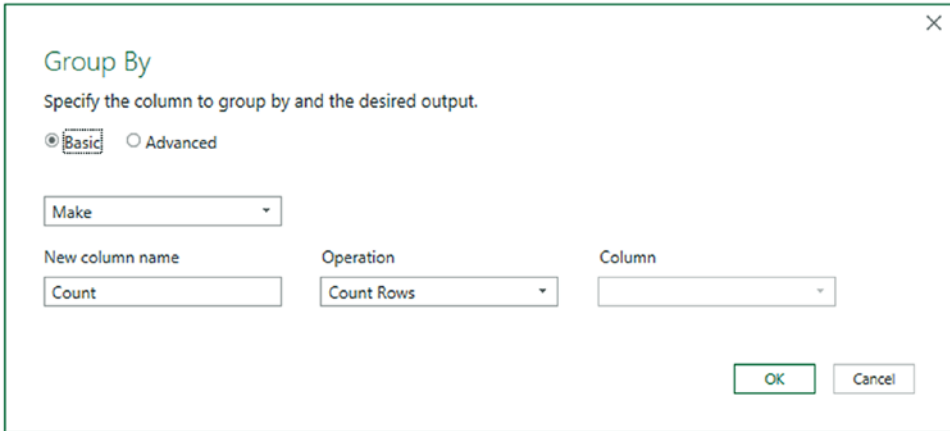 Group By
Specify the column to group by and the desired output.
Basic Advanced
Make
New column name Operation Column
Count Count Rows
OK Cancel